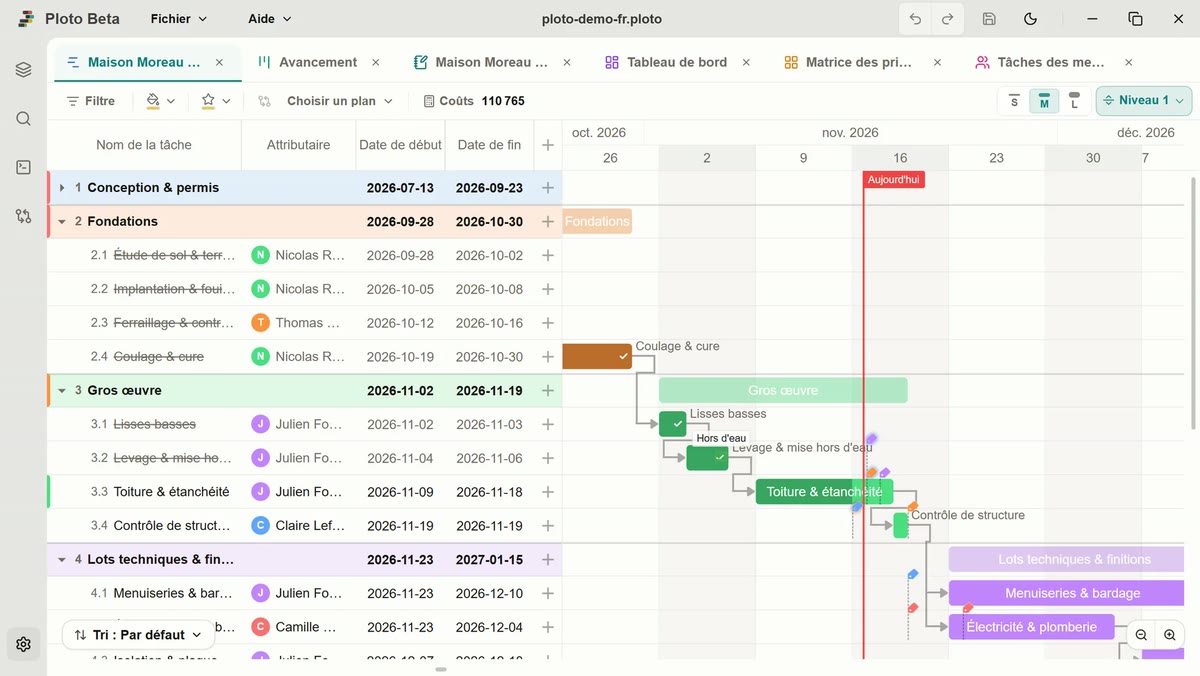 Ploto Beta Fichier Aide ploto-demo-fr.ploto
Maison Moreau ... Avancement Maison Moreau ... Tableau de bord Matrice des pri... Tâches des me...
Filtre Choisir un plan Coûts 110 765 S M L Niveau 1
Nom de la tâche Attributaire Date de début Date de fin
oct. 2026 nov. 2026 déc. 2026
26 2 9 16 23 30 7
Aujourd'hui
1 Conception & permis 2026-07-13 2026-09-23
2 Fondations 2026-09-28 2026-10-30 Fondations
2.1 Étude de sol & terr... N Nicolas R... 2026-09-28 2026-10-02
2.2 Implantation & foui... N Nicolas R... 2026-10-05 2026-10-08
2.3 Ferraillage & contr... T Thomas ... 2026-10-12 2026-10-16
2.4 Coulage & cure N Nicolas R... 2026-10-19 2026-10-30 Coulage & cure
3 Gros œuvre 2026-11-02 2026-11-19 Gros œuvre
3.1 Lisses basses J Julien Fo... 2026-11-02 2026-11-03 Lisses basses
Hors d'eau
3.2 Levage & mise ho... J Julien Fo... 2026-11-04 2026-11-06 Levage & mise hors d'eau
3.3 Toiture & étanchéité J Julien Fo... 2026-11-09 2026-11-18 Toiture & étanchéité
3.4 Contrôle de struct... C Claire Lef... 2026-11-19 2026-11-19 Contrôle de structure
4 Lots techniques & fin... 2026-11-23 2027-01-15 Lots techniques & finitions
4.1 Menuiseries & bar... J Julien Fo... 2026-11-23 2026-12-10 Menuiseries & bardage
C Camille ... 2026-11-23 2026-12-04 Électricité & plomberie
Tri : Par défaut